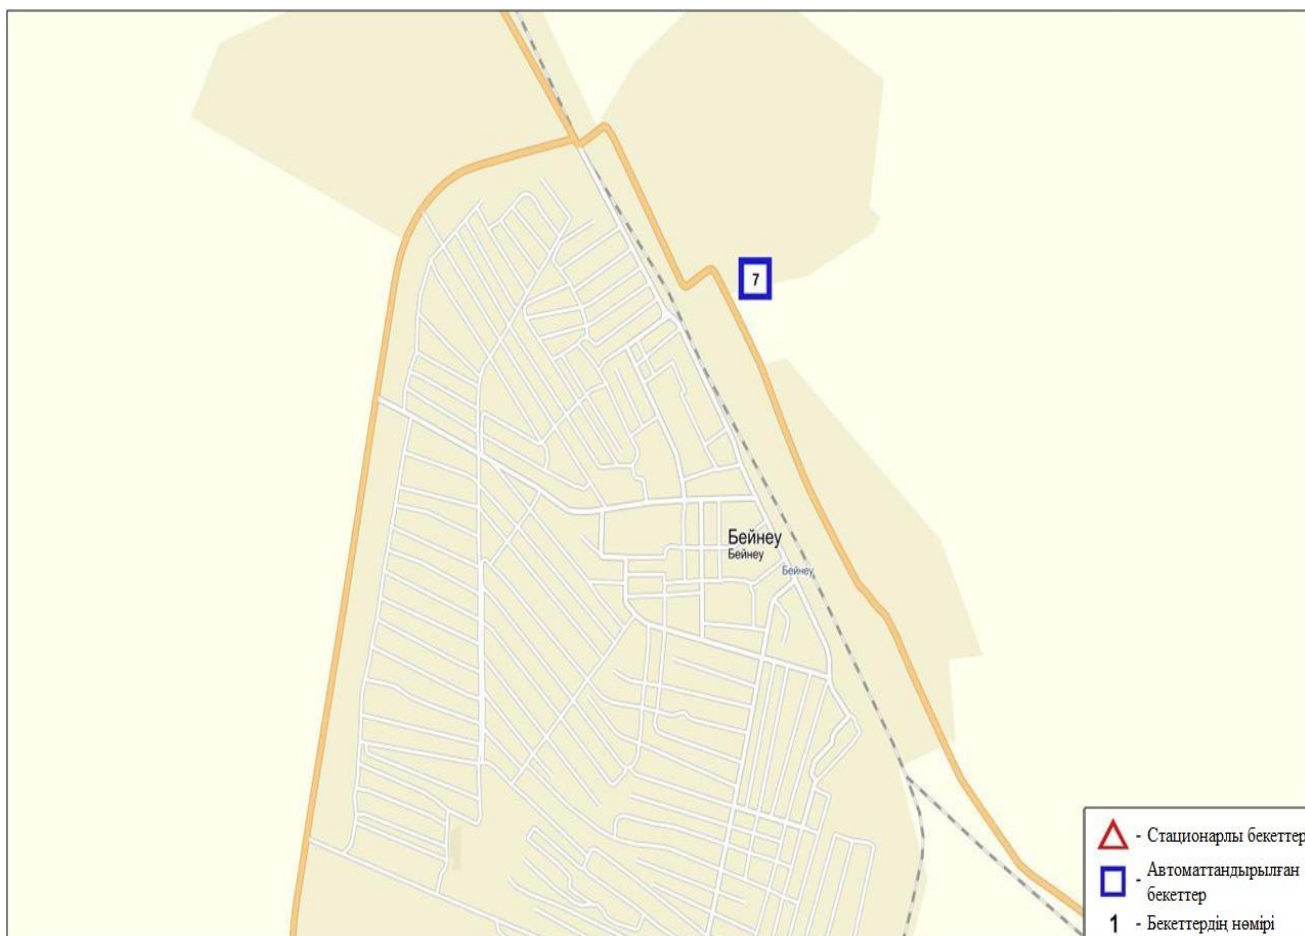 7
Бейнеу
Бейнеу
Бейнеу
- Стационарлы бекеттер
- Автоматтандырылған
бекеттер
1 - Бекеттердің нөмірі